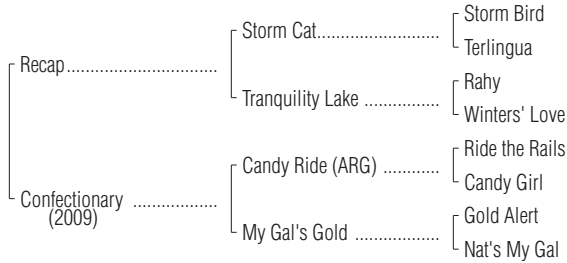 Storm Bird
Storm Cat
Terlingua
Recap
Rahy
Tranquility Lake
Winters' Love
Ride the Rails
Candy Ride (ARG)
Candy Girl
Confectionary
(2009)
Gold Alert
My Gal's Gold
Nat's My Gal